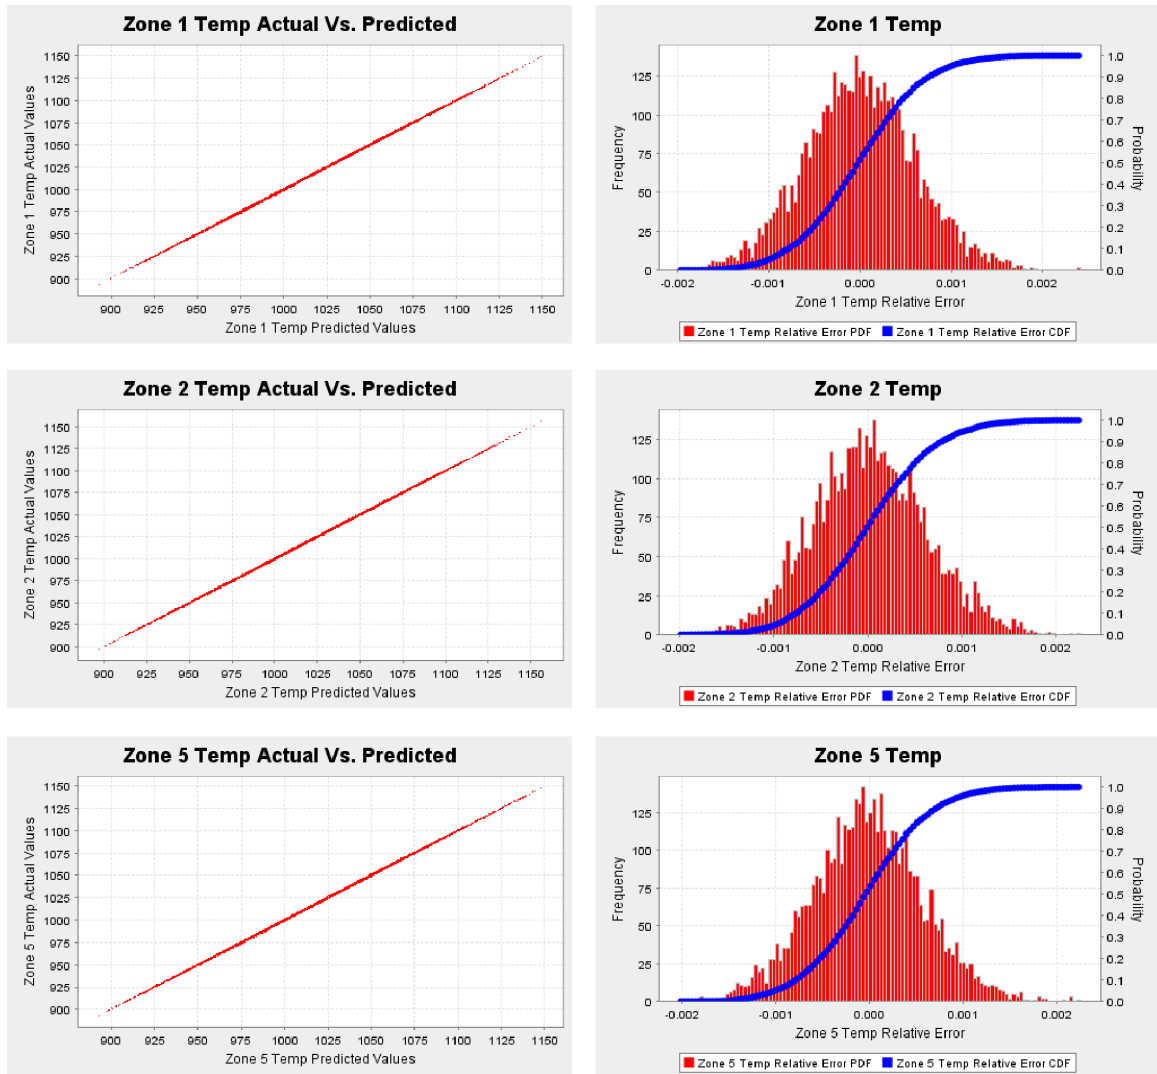 Zone 1 Temp Actual Vs. Predicted
Zone 1 Temp Actual Values
1150
1125
1100
1075
1050
1025
1000
975
950
925
900
900 925 950 975 1000 1025 1050 1075 1100 1125 1150
Zone 1 Temp Predicted Values
Zone 1 Temp
Frequency
125
100
75
50
25
0
1.0
0.9
0.8
0.7
0.6
0.5
0.4
0.3
0.2
0.1
0.0
Probability
-0.002 -0.001 0.000 0.001 0.002
Zone 1 Temp Relative Error
Zone 1 Temp Relative Error PDF Zone 1 Temp Relative Error CDF
Zone 2 Temp Actual Vs. Predicted
Zone 2 Temp Actual Values
1150
1125
1100
1075
1050
1025
1000
975
950
925
900
900 925 950 975 1000 1025 1050 1075 1100 1125 1150
Zone 2 Temp Predicted Values
Zone 2 Temp
Frequency
125
100
75
50
25
0
1.0
0.9
0.8
0.7
0.6
0.5
0.4
0.3
0.2
0.1
0.0
Probability
-0.002 -0.001 0.000 0.001 0.002
Zone 2 Temp Relative Error
Zone 2 Temp Relative Error PDF Zone 2 Temp Relative Error CDF
Zone 5 Temp Actual Vs. Predicted
Zone 5 Temp Actual Values
1150
1125
1100
1075
1050
1025
1000
975
950
925
900
900 925 950 975 1000 1025 1050 1075 1100 1125 1150
Zone 5 Temp Predicted Values
Zone 5 Temp
Frequency
125
100
75
50
25
0
1.0
0.9
0.8
0.7
0.6
0.5
0.4
0.3
0.2
0.1
0.0
Probability
-0.002 -0.001 0.000 0.001 0.002
Zone 5 Temp Relative Error
Zone 5 Temp Relative Error PDF Zone 5 Temp Relative Error CDF